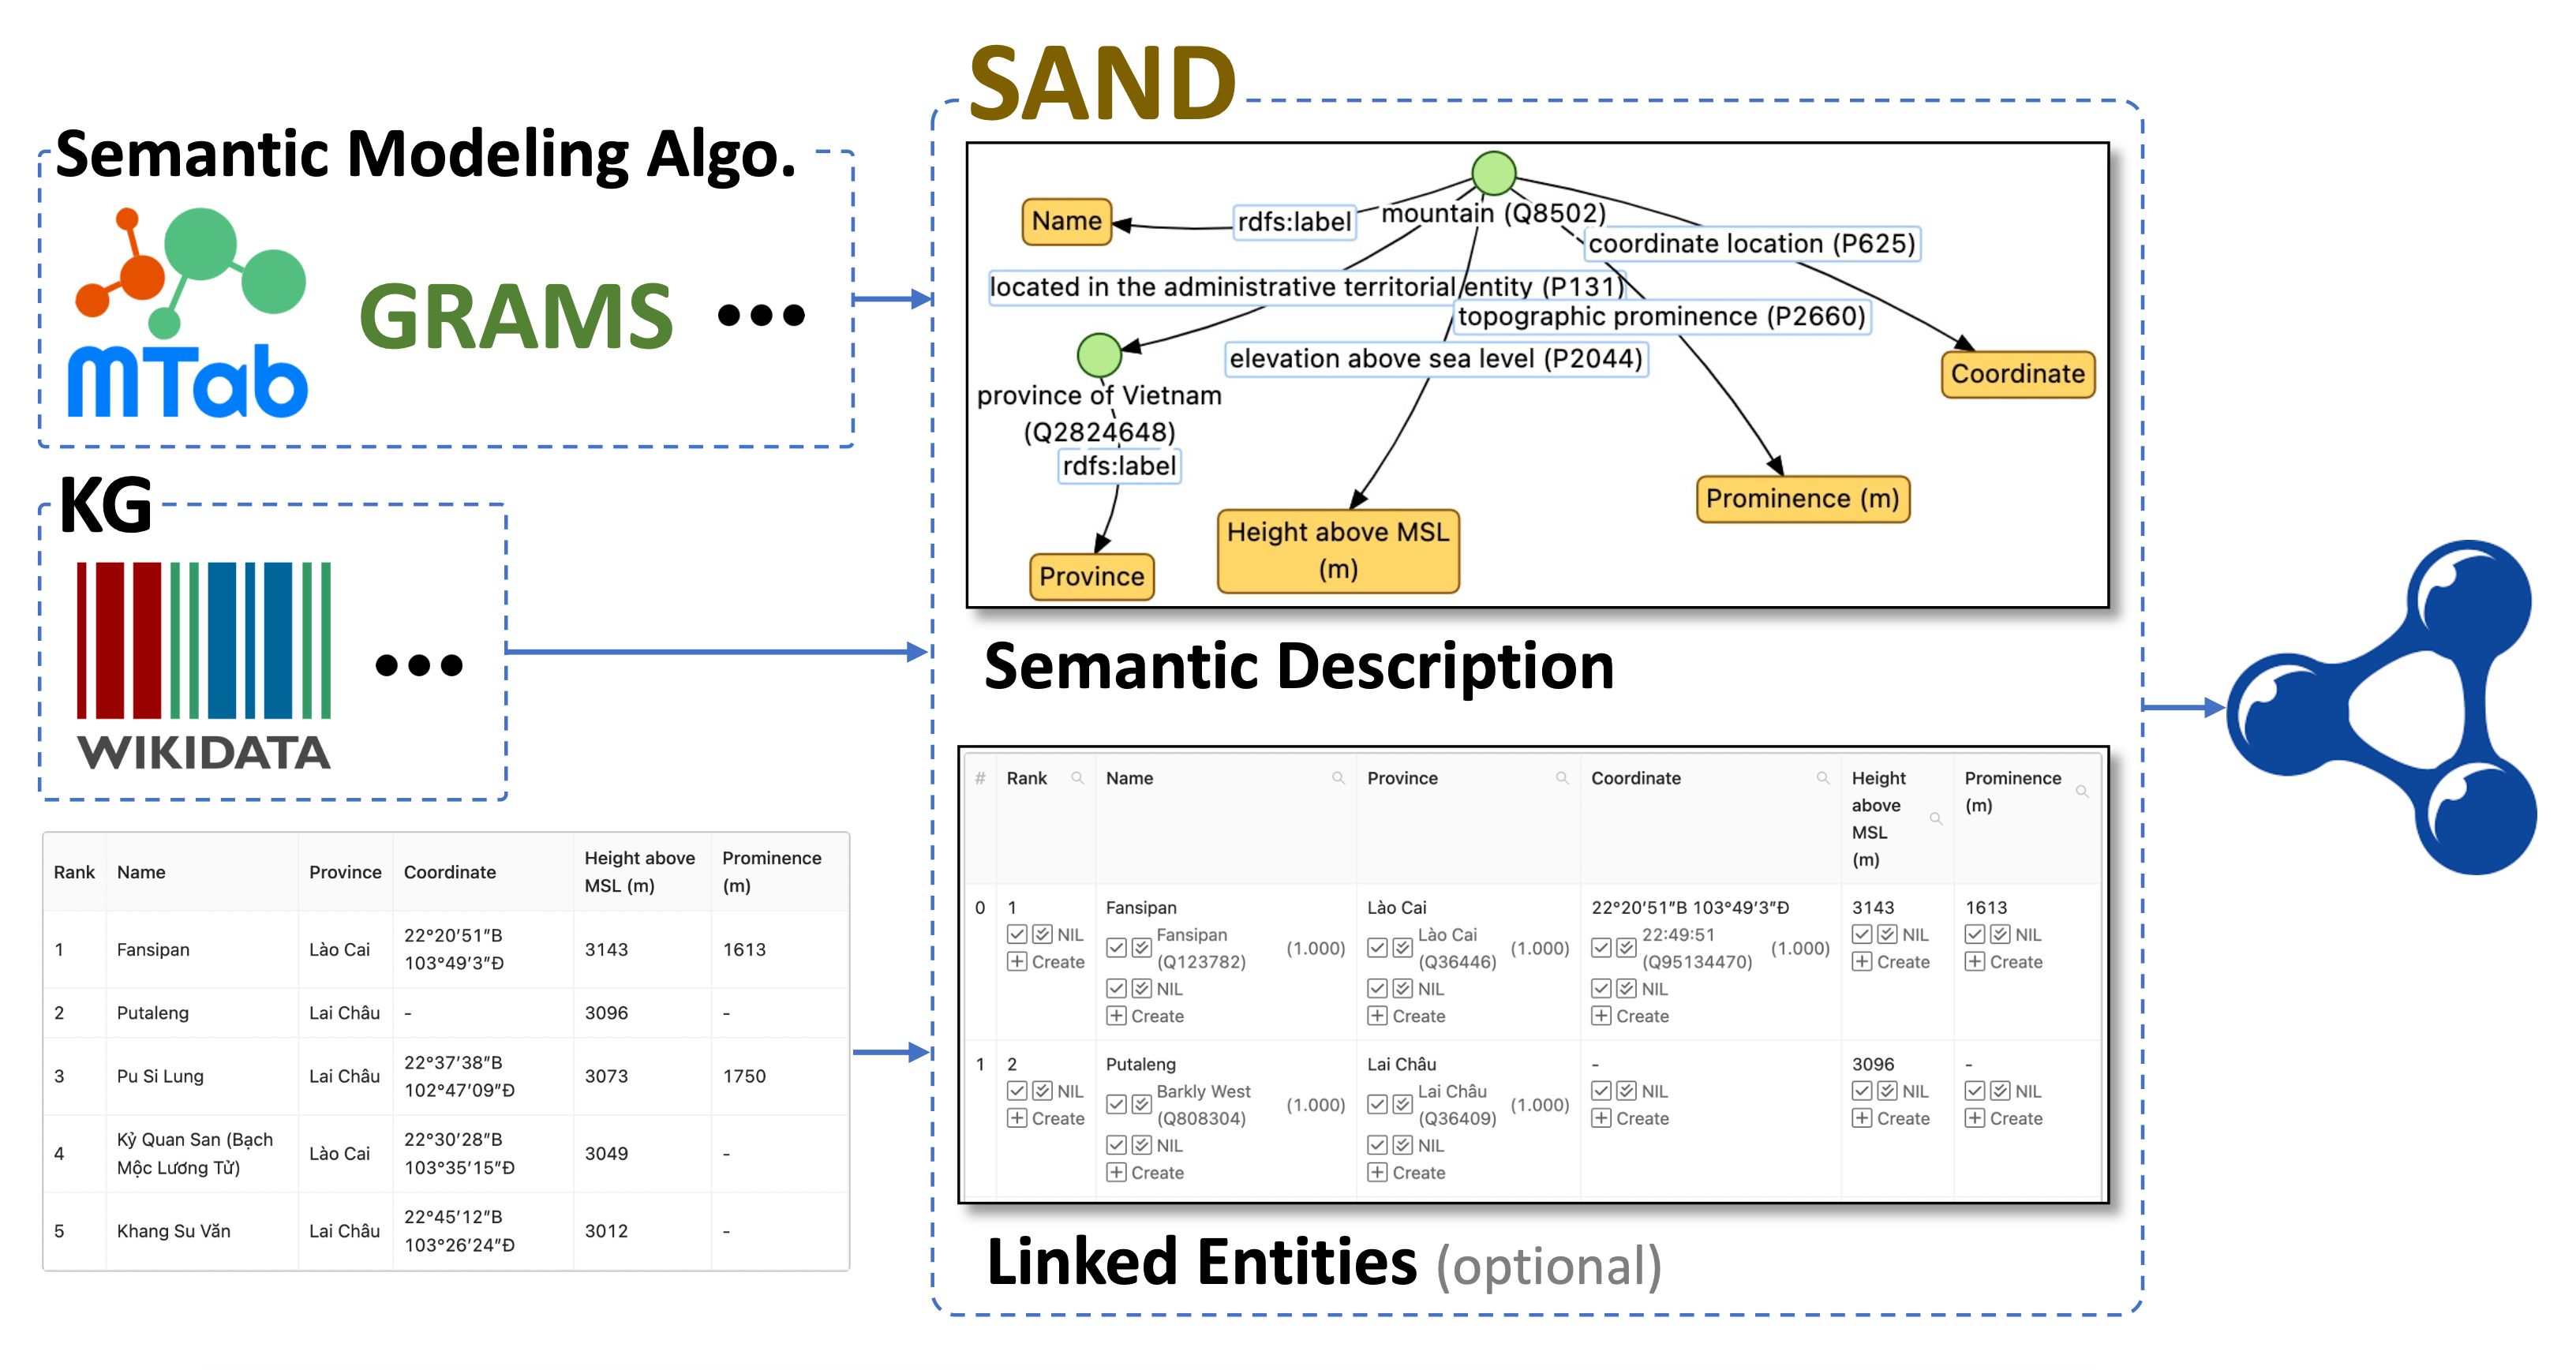 SAND
Semantic Modeling Algo.
mTab
GRAMS
KG
WIKIDATA
Rank Name Province Coordinate Height above MSL (m) Prominence (m)
1 Fansipan Lào Cai 22°20′51″B 103°49′3″Đ 3143 1613
2 Putaleng Lai Châu - 3096 -
3 Pu Si Lung Lai Châu 22°37′38″B 102°47′09″Đ 3073 1750
4 Kỷ Quan San (Bạch Mộc Lương Tử) Lào Cai 22°30′28″B 103°35′15″Đ 3049 -
5 Khang Su Văn Lai Châu 22°45′12″B 103°26′24″Đ 3012 -
mountain (Q8502)
rdfs:label
Name
coordinate location (P625)
located in the administrative territorial entity (P131)
topographic prominence (P2660)
elevation above sea level (P2044)
Coordinate
province of Vietnam
(Q2824648)
rdfs:label
Prominence (m)
Height above MSL
(m)
Province
Semantic Description
# Rank Name Province Coordinate Height above MSL (m) Prominence (m)
0 1 Fansipan Lào Cai 22°20′51″B 103°49′3″Đ 3143 1613
NIL Fansipan (Q123782) (1.000) Lào Cai (Q36446) (1.000) 22:49:51 (Q95134470) (1.000) NIL NIL
Create Create Create
NIL NIL NIL
Create Create Create
1 2 Putaleng Lai Châu - 3096 -
NIL Barkly West (Q808304) (1.000) Lai Châu (Q36409) (1.000) NIL NIL NIL
Create Create Create Create
NIL NIL
Create Create
Linked Entities (optional)